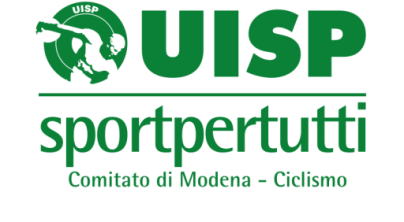 UISP
UISP
sportpertutti
Comitato di Modena - Ciclismo